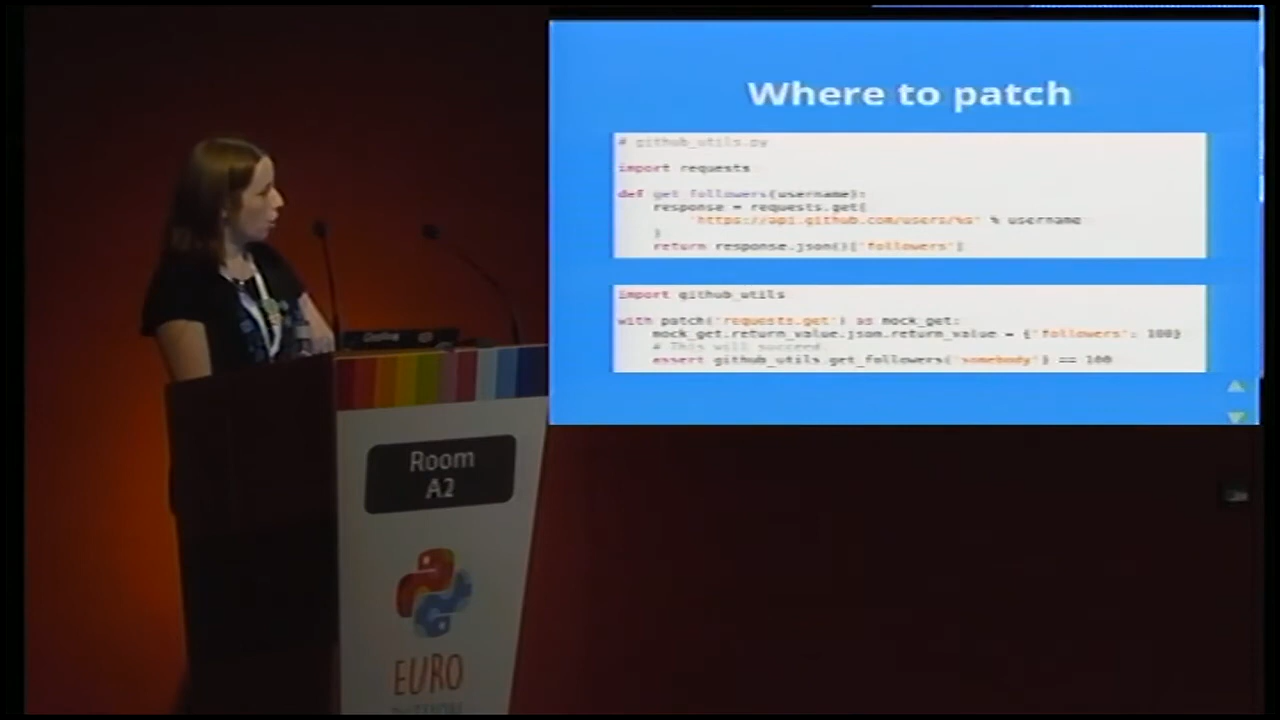 Where to patch
# github_utils.py
import requests
def get_followers(username):
response = requests.get(
'https://api.github.com/users/%s' % username
)
return response.json()['followers']
import github_utils
with patch('requests.get') as mock_get:
mock_get.return_value.json.return_value = {'followers': 100}
# This will succeed
assert github_utils.get_followers('somebody') == 100
Room
A2
EURO